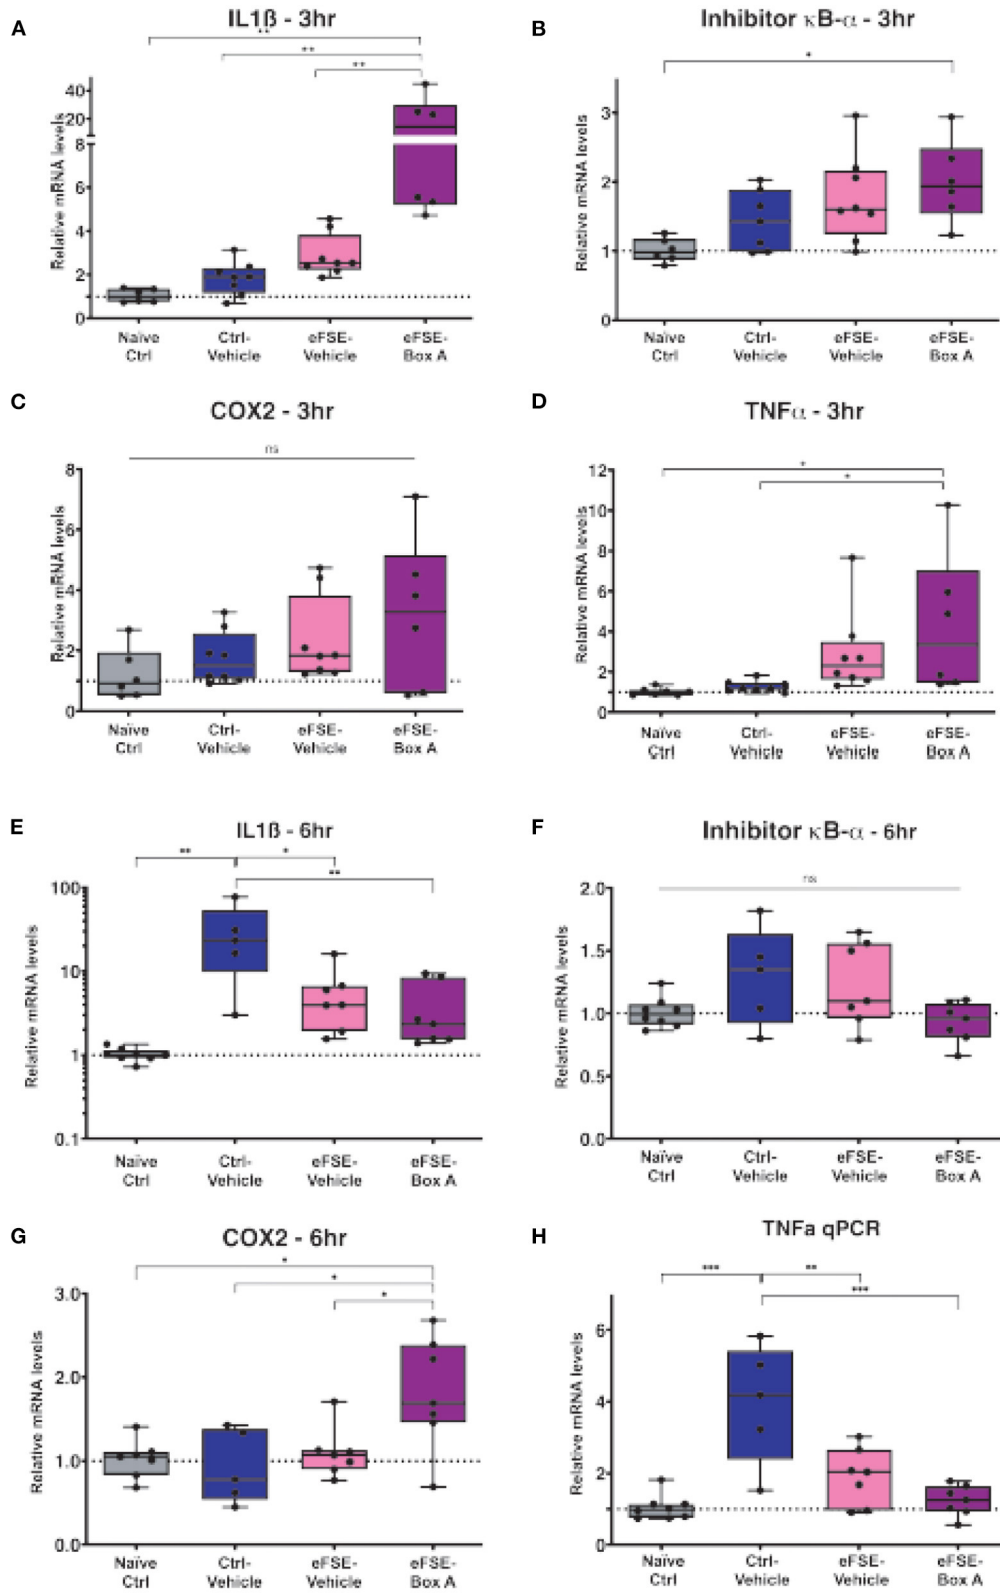 A
IL1ß - 3hr
**
**
**
Relative mRNA levels
40
20
8
6
4
2
0
Naïve Ctrl
Ctrl-Vehicle
eFSE-Vehicle
eFSE-Box A
B
Inhibitor κB-α - 3hr
*
Relative mRNA levels
3
2
1
0
Naïve Ctrl
Ctrl-Vehicle
eFSE-Vehicle
eFSE-Box A
C
COX2 - 3hr
ns
Relative mRNA levels
8
6
4
2
0
Naïve Ctrl
Ctrl-Vehicle
eFSE-Vehicle
eFSE-Box A
D
TNFα - 3hr
*
*
Relative mRNA levels
12
10
8
6
4
2
0
Naïve Ctrl
Ctrl-Vehicle
eFSE-Vehicle
eFSE-Box A
E
IL1ß - 6hr
**
*
**
Relative mRNA levels
100
10
1
0.1
Naïve Ctrl
Ctrl-Vehicle
eFSE-Vehicle
eFSE-Box A
F
Inhibitor κB-α - 6hr
ns
Relative mRNA levels
2.0
1.5
1.0
0.5
0.0
Naïve Ctrl
Ctrl-Vehicle
eFSE-Vehicle
eFSE-Box A
G
COX2 - 6hr
*
*
*
Relative mRNA levels
3.0
2.0
1.0
0.0
Naïve Ctrl
Ctrl-Vehicle
eFSE-Vehicle
eFSE-Box A
H
TNFa qPCR
***
**
***
Relative mRNA levels
6
4
2
0
Naïve Ctrl
Ctrl-Vehicle
eFSE-Vehicle
eFSE-Box A